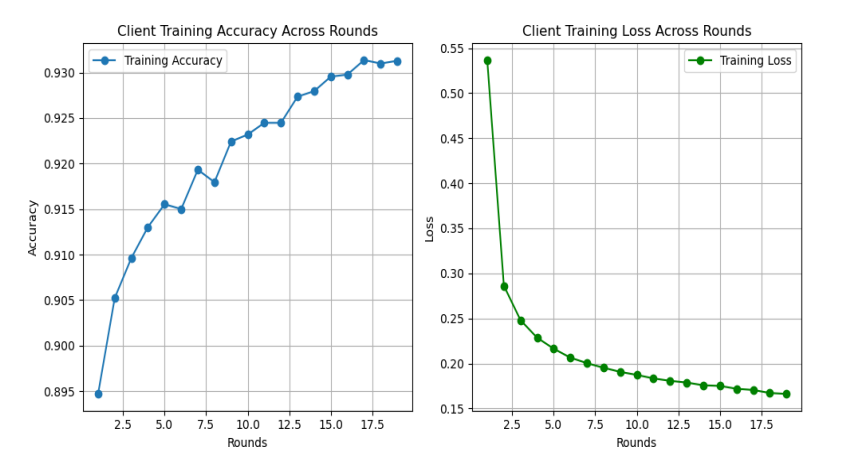 Client Training Accuracy Across Rounds
Training Accuracy
0.930
0.925
0.920
0.915
0.910
0.905
0.900
0.895
Accuracy
2.5 5.0 7.5 10.0 12.5 15.0 17.5
Rounds
Client Training Loss Across Rounds
Training Loss
0.55
0.50
0.45
0.40
0.35
0.30
0.25
0.20
0.15
Loss
2.5 5.0 7.5 10.0 12.5 15.0 17.5
Rounds